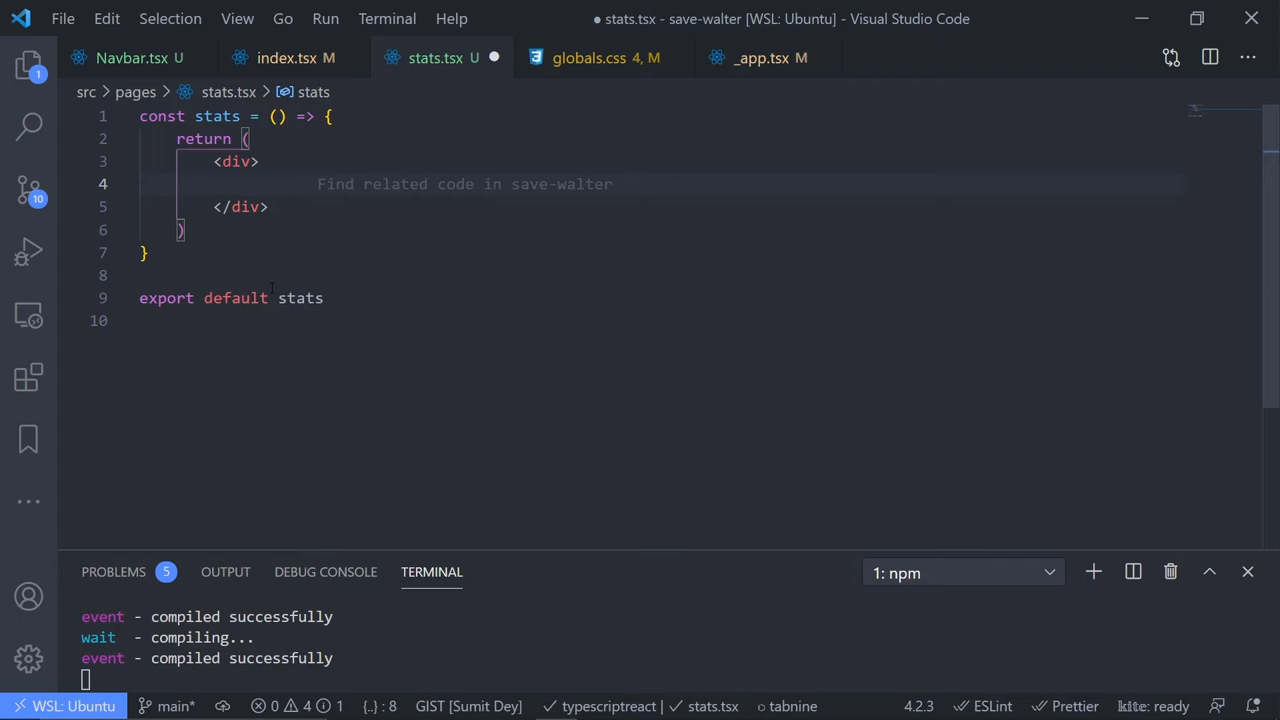 File Edit Selection View Go Run Terminal Help ● stats.tsx - save-walter [WSL: Ubuntu] - Visual Studio Code
Navbar.tsx U index.tsx M stats.tsx U globals.css 4, M _app.tsx M
src > pages > stats.tsx > stats
1 const stats = () => {
2 return (
3 <div>
4 Find related code in save-walter
5 </div>
6 )
7 }
8
9 export default stats
10
1
10
PROBLEMS 5 OUTPUT DEBUG CONSOLE TERMINAL 1: npm
event - compiled successfully
wait - compiling...
event - compiled successfully
WSL: Ubuntu main* 0 4 1 {..} : 8 GIST [Sumit Dey] ✓ typescriptreact | ✓ stats.tsx tabnine 4.2.3 ESLint Prettier kite: ready